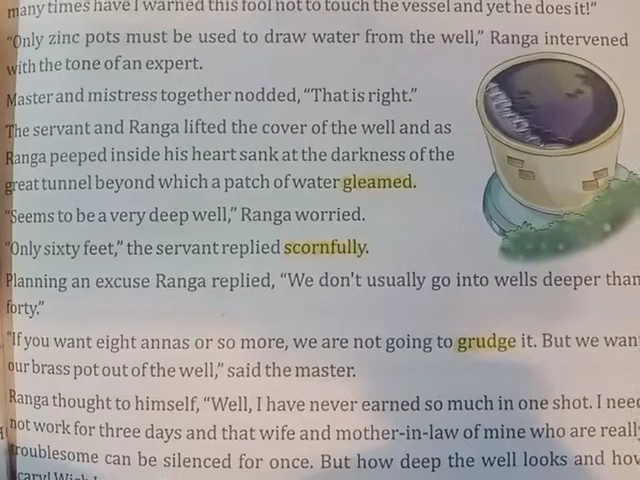 many times have I warned this fool not to touch the vessel and yet he does it!"
"Only zinc pots must be used to draw water from the well," Ranga intervened
with the tone of an expert.
Master and mistress together nodded, "That is right."
The servant and Ranga lifted the cover of the well and as
Ranga peeped inside his heart sank at the darkness of the
great tunnel beyond which a patch of water gleamed.
"Seems to be a very deep well," Ranga worried.
"Only sixty feet," the servant replied scornfully.
Planning an excuse Ranga replied, "We don't usually go into wells deeper than
forty."
"If you want eight annas or so more, we are not going to grudge it. But we wan
our brass pot out of the well," said the master.
Ranga thought to himself, "Well, I have never earned so much in one shot. I need
not work for three days and that wife and mother-in-law of mine who are really
troublesome can be silenced for once. But how deep the well looks and how